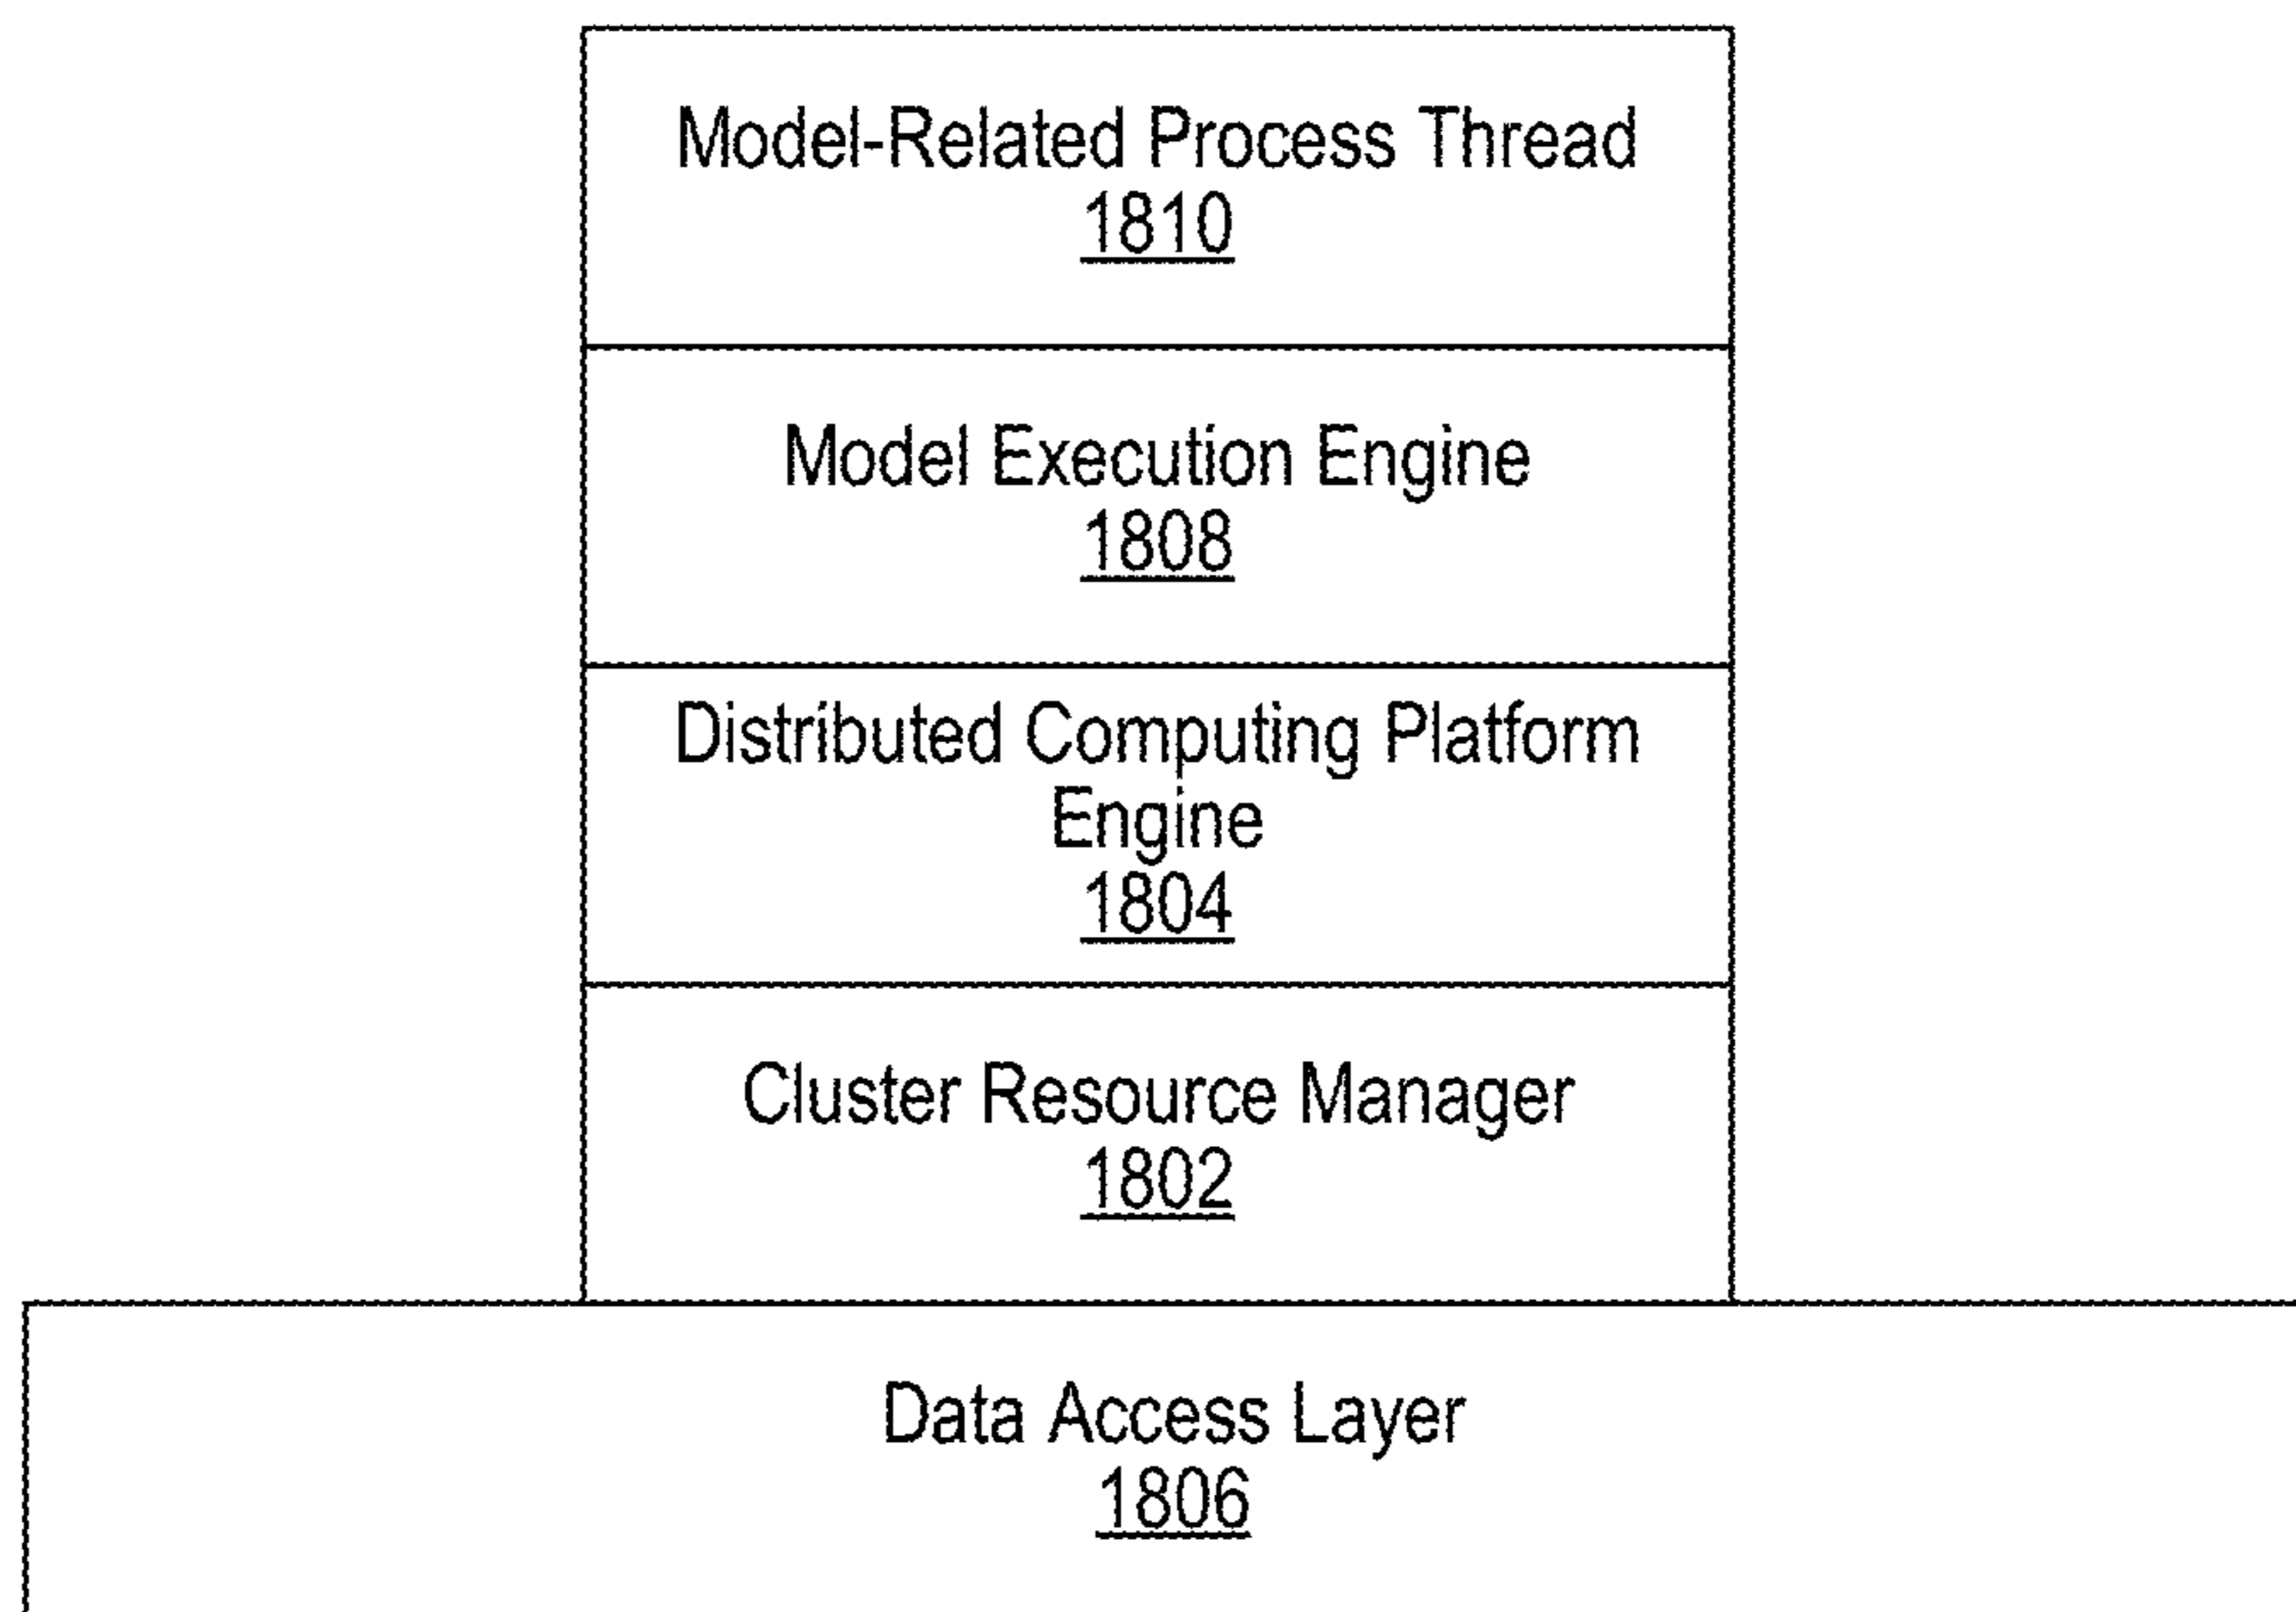 Model-Related Process Thread
1810
Model Execution Engine
1808
Distributed Computing Platform
Engine
1804
Cluster Resource Manager
1802
Data Access Layer
1806